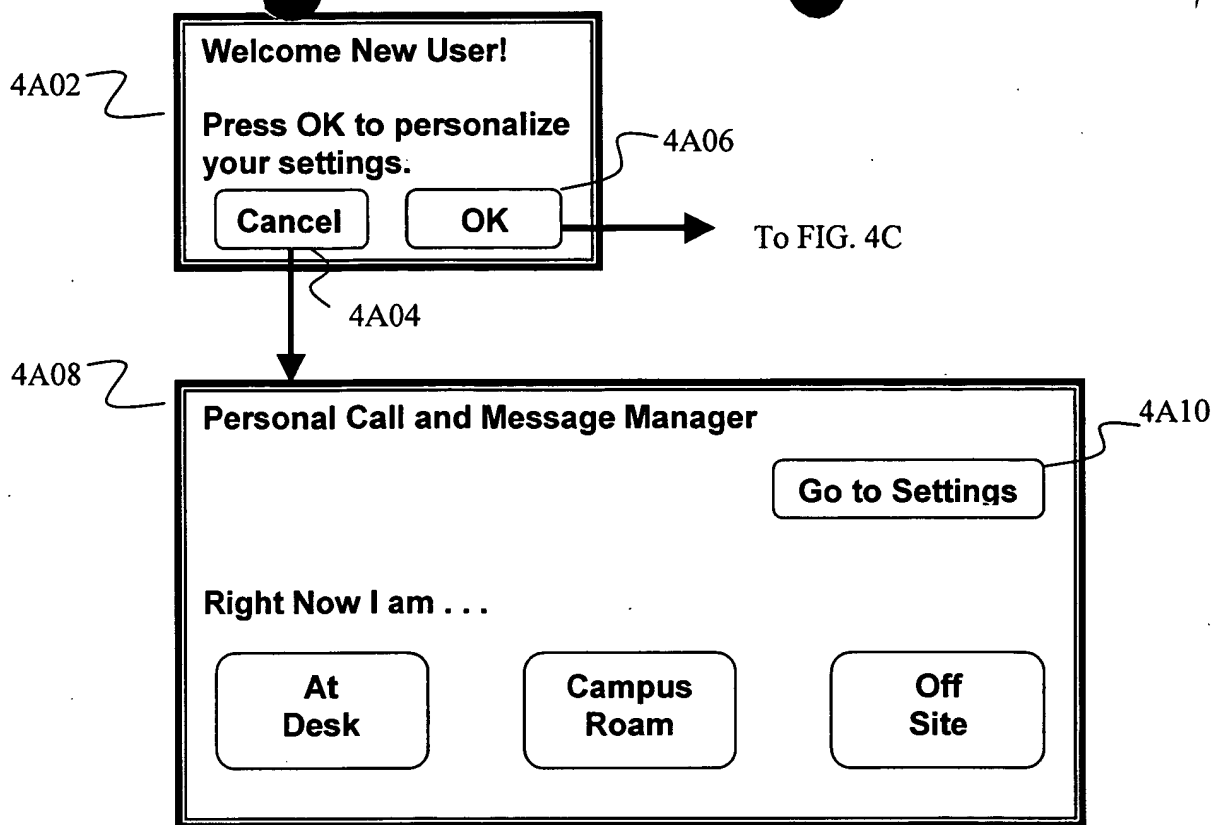 Welcome New User!
4A02
Press OK to personalize
your settings.
4A06
Cancel
OK
To FIG. 4C
4A04
4A08
Personal Call and Message Manager
4A10
Go to Settings
Right Now I am . . .
At
Desk
Campus
Roam
Off
Site